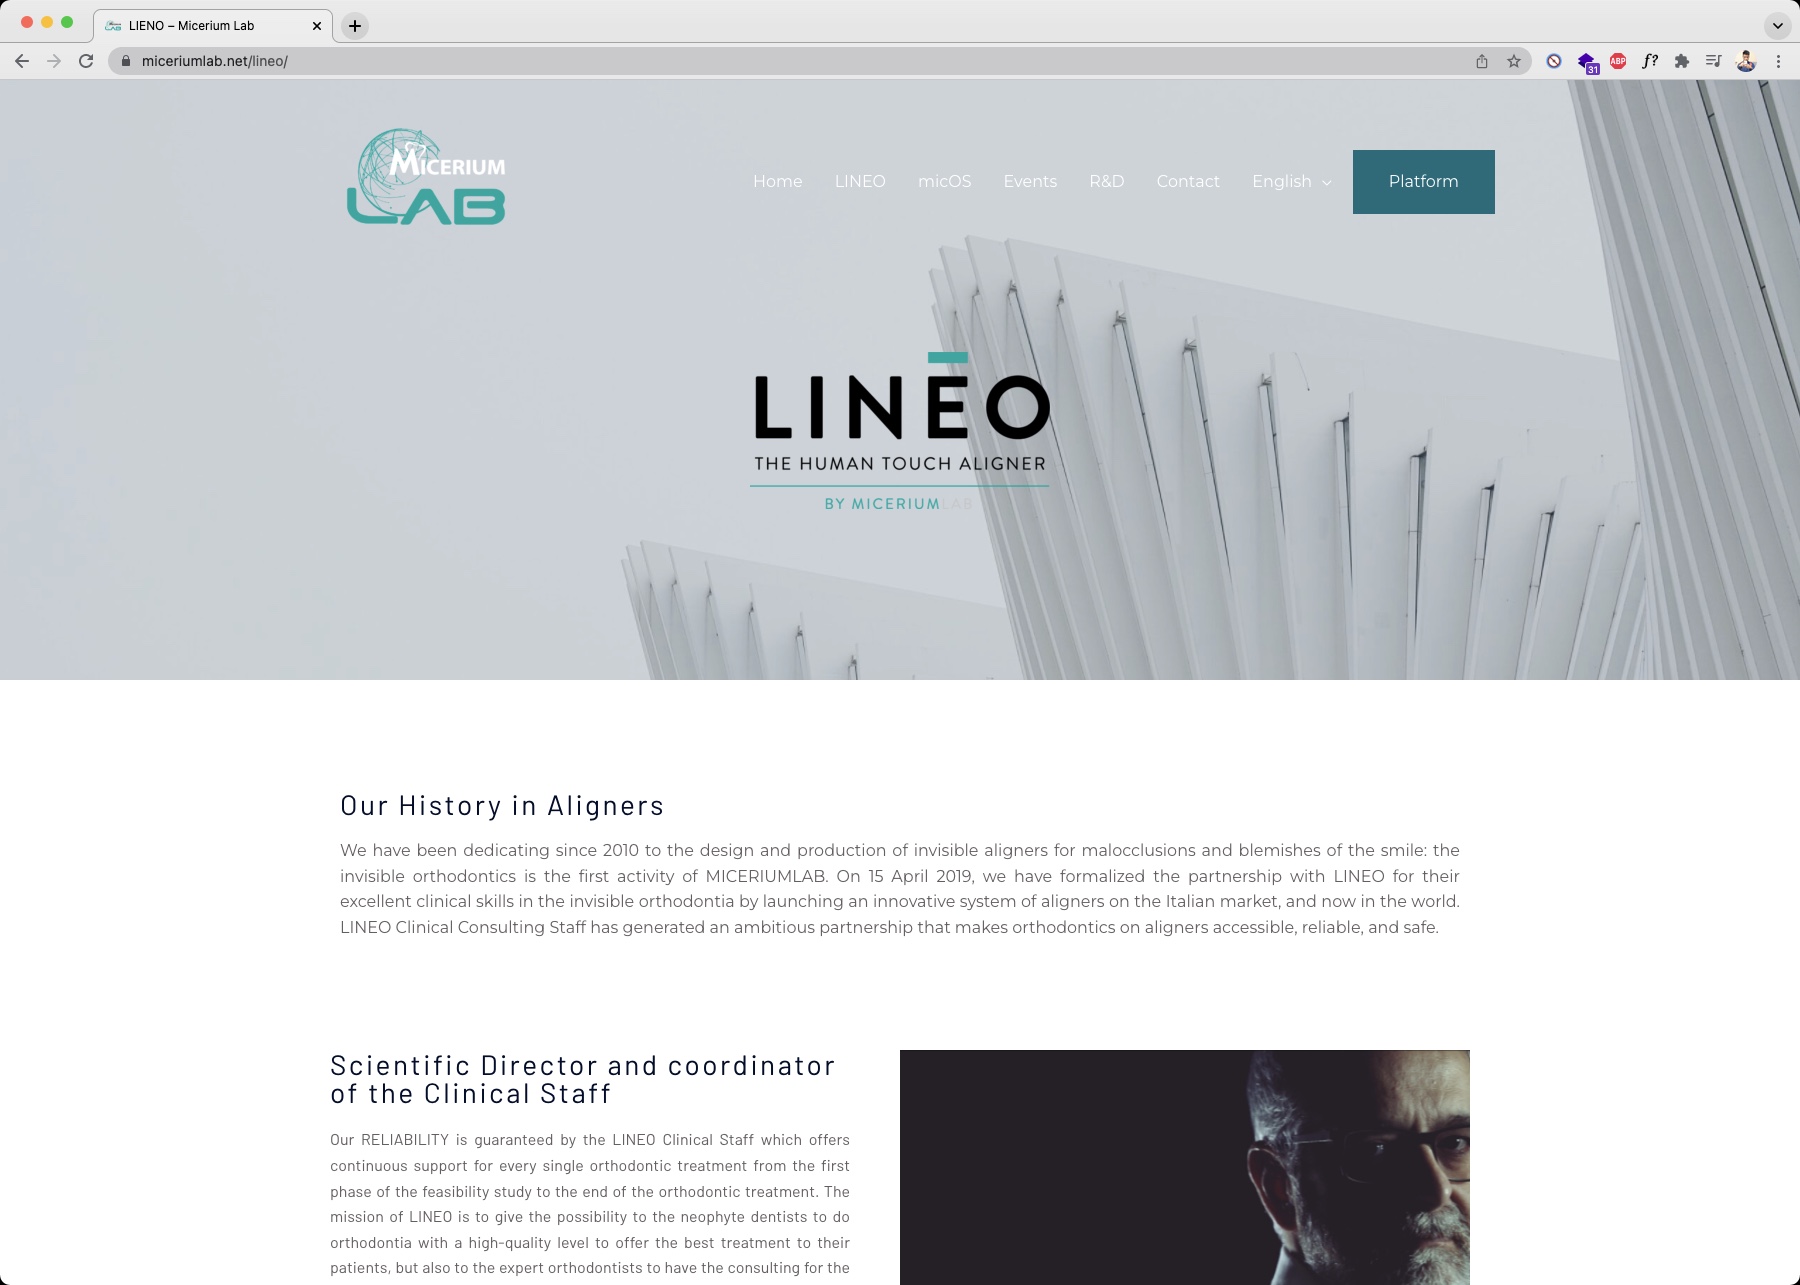 LIENO – Micerium Lab
miceriumlab.net/lineo/
31
ABP
f?
MICERIUM
LAB
Home LINEO micOS Events R&D Contact English Platform
LINĒO
THE HUMAN TOUCH ALIGNER
BY MICERIUMLAB
Our History in Aligners
We have been dedicating since 2010 to the design and production of invisible aligners for malocclusions and blemishes of the smile: the
invisible orthodontics is the first activity of MICERIUMLAB. On 15 April 2019, we have formalized the partnership with LINEO for their
excellent clinical skills in the invisible orthodontia by launching an innovative system of aligners on the Italian market, and now in the world.
LINEO Clinical Consulting Staff has generated an ambitious partnership that makes orthodontics on aligners accessible, reliable, and safe.
Scientific Director and coordinator
of the Clinical Staff
Our RELIABILITY is guaranteed by the LINEO Clinical Staff which offers
continuous support for every single orthodontic treatment from the first
phase of the feasibility study to the end of the orthodontic treatment. The
mission of LINEO is to give the possibility to the neophyte dentists to do
orthodontia with a high-quality level to offer the best treatment to their
patients, but also to the expert orthodontists to have the consulting for the